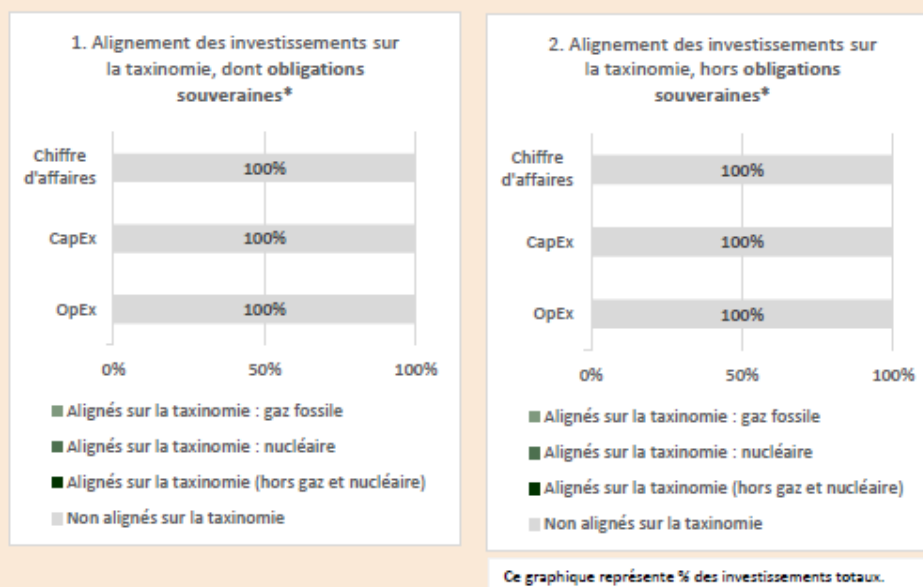 1. Alignement des investissements sur
la taxinomie, dont obligations
souveraines*
Chiffre
d'affaires
100%
CapEx
100%
OpEx
100%
0%
50%
100%
Alignés sur la taxinomie : gaz fossile
Alignés sur la taxinomie : nucléaire
Alignés sur la taxinomie (hors gaz et nucléaire)
Non alignés sur la taxinomie
2. Alignement des investissements sur
la taxinomie, hors obligations
souveraines*
Chiffre
d'affaires
100%
CapEx
100%
OpEx
100%
0%
50%
100%
Alignés sur la taxinomie : gaz fossile
Alignés sur la taxinomie : nucléaire
Alignés sur la taxinomie (hors gaz et nucléaire)
Non alignés sur la taxinomie
Ce graphique représente % des investissements totaux.